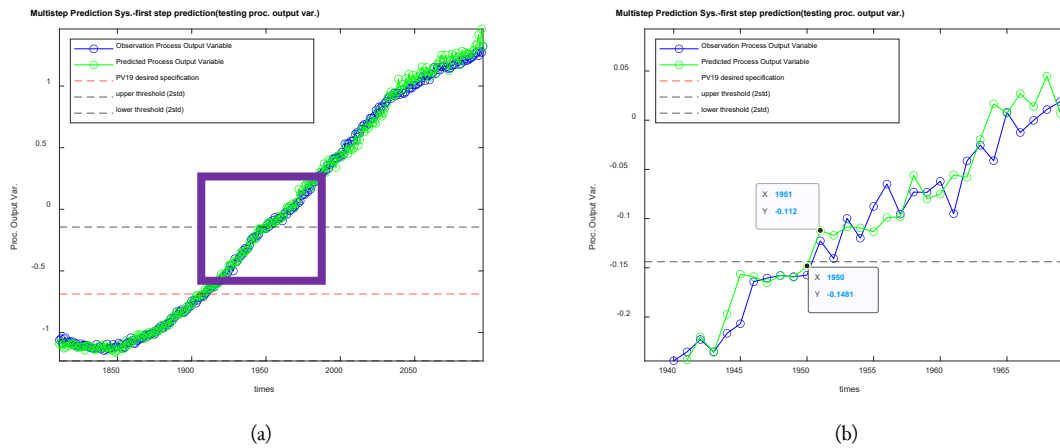 Multistep Prediction Sys.-first step prediction(testing proc. output var.)
Observation Process Output Variable
Predicted Process Output Variable
PV19 desired specification
upper threshold (2std)
lower threshold (2std)
Proc. Output Var.
1
0.5
0
-0.5
-1
1850
1900
1950
2000
2050
times
(a)
Multistep Prediction Sys.-first step prediction(testing proc. output var.)
Observation Process Output Variable
Predicted Process Output Variable
PV19 desired specification
upper threshold (2std)
lower threshold (2std)
Proc. Output Var.
0.05
0
-0.05
-0.1
-0.15
-0.2
X 1951
Y -0.112
X 1950
Y -0.1481
1940
1945
1950
1955
1960
1965
times
(b)